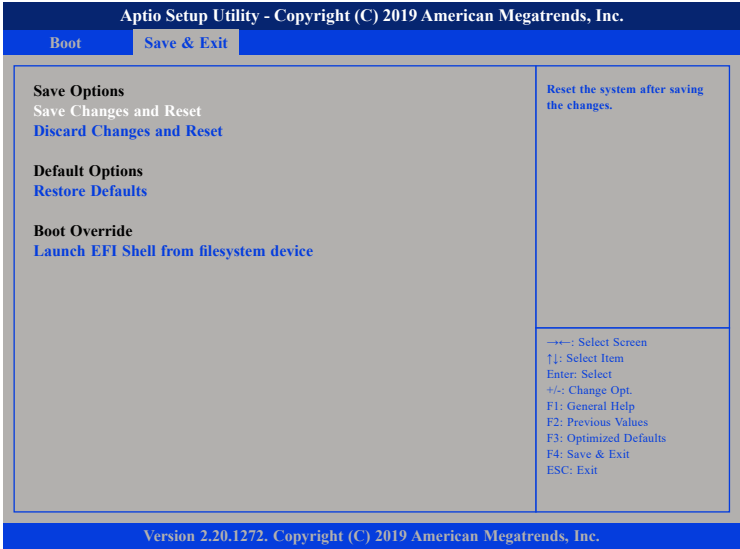 Aptio Setup Utility - Copyright (C) 2019 American Megatrends, Inc.
Boot Save & Exit
Save Options
Save Changes and Reset
Discard Changes and Reset
Default Options
Restore Defaults
Boot Override
Launch EFI Shell from filesystem device
Reset the system after saving
the changes.
→←: Select Screen
↑↓: Select Item
Enter: Select
+/-: Change Opt.
F1: General Help
F2: Previous Values
F3: Optimized Defaults
F4: Save & Exit
ESC: Exit
Version 2.20.1272. Copyright (C) 2019 American Megatrends, Inc.